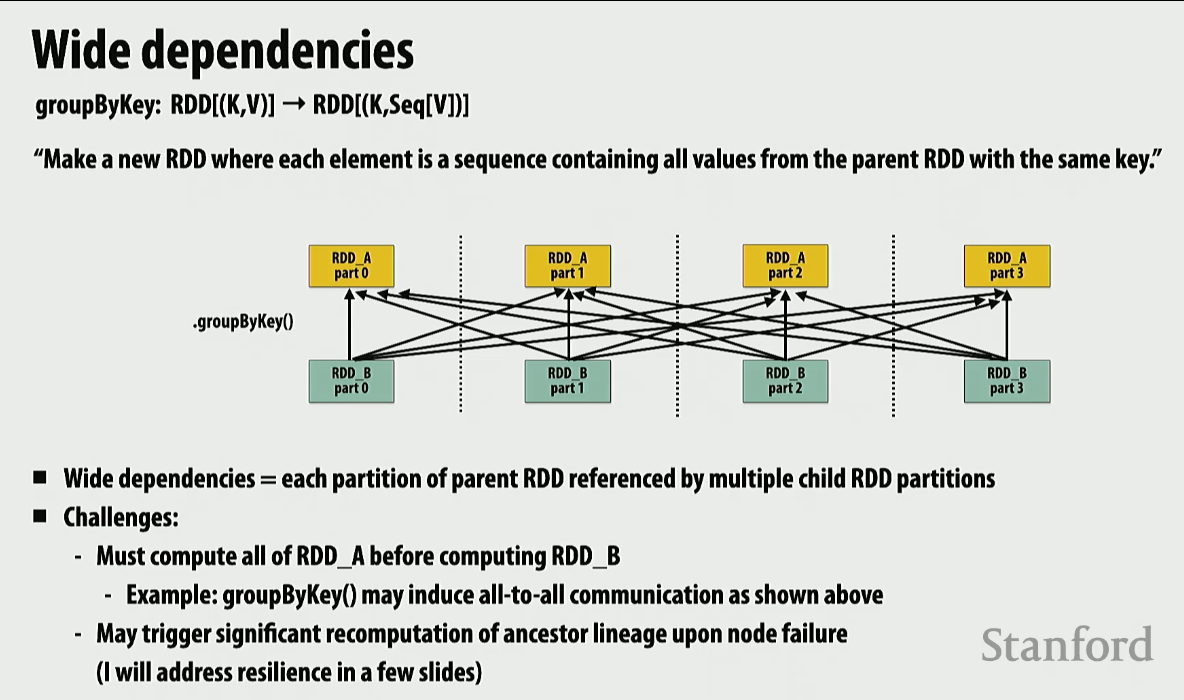 Wide dependencies
groupByKey: RDD[(K,V)] → RDD[(K,Seq[V])]
“Make a new RDD where each element is a sequence containing all values from the parent RDD with the same key.”
RDD_A
part 0
RDD_A
part 1
RDD_A
part 2
RDD_A
part 3
.groupByKey()
RDD_B
part 0
RDD_B
part 1
RDD_B
part 2
RDD_B
part 3
■ Wide dependencies = each partition of parent RDD referenced by multiple child RDD partitions
■ Challenges:
- Must compute all of RDD_A before computing RDD_B
- Example: groupByKey() may induce all-to-all communication as shown above
- May trigger significant recomputation of ancestor lineage upon node failure
(I will address resilience in a few slides)
Stanford